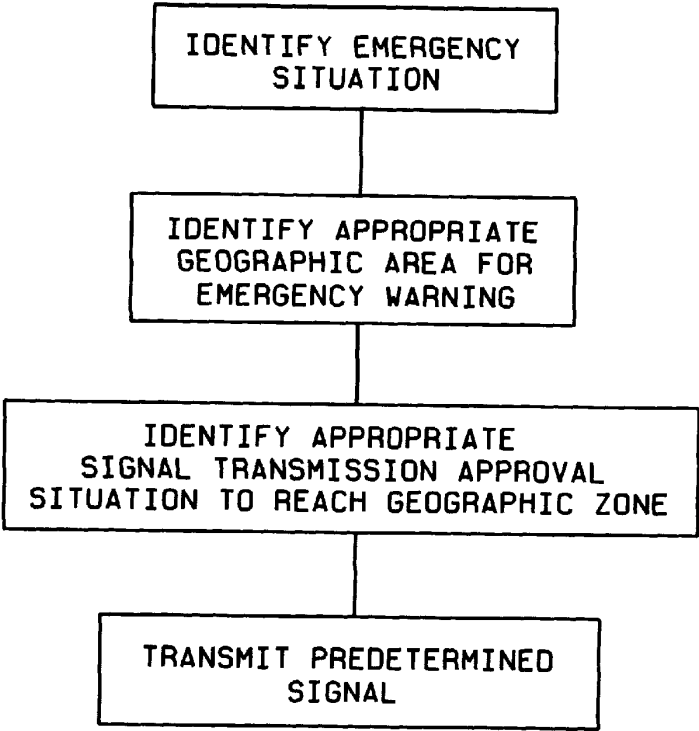 IDENTIFY EMERGENCY
SITUATION
IDENTIFY APPROPRIATE
GEOGRAPHIC AREA FOR
EMERGENCY WARNING
IDENTIFY APPROPRIATE
SIGNAL TRANSMISSION APPROVAL
SITUATION TO REACH GEOGRAPHIC ZONE
TRANSMIT PREDETERMINED
SIGNAL